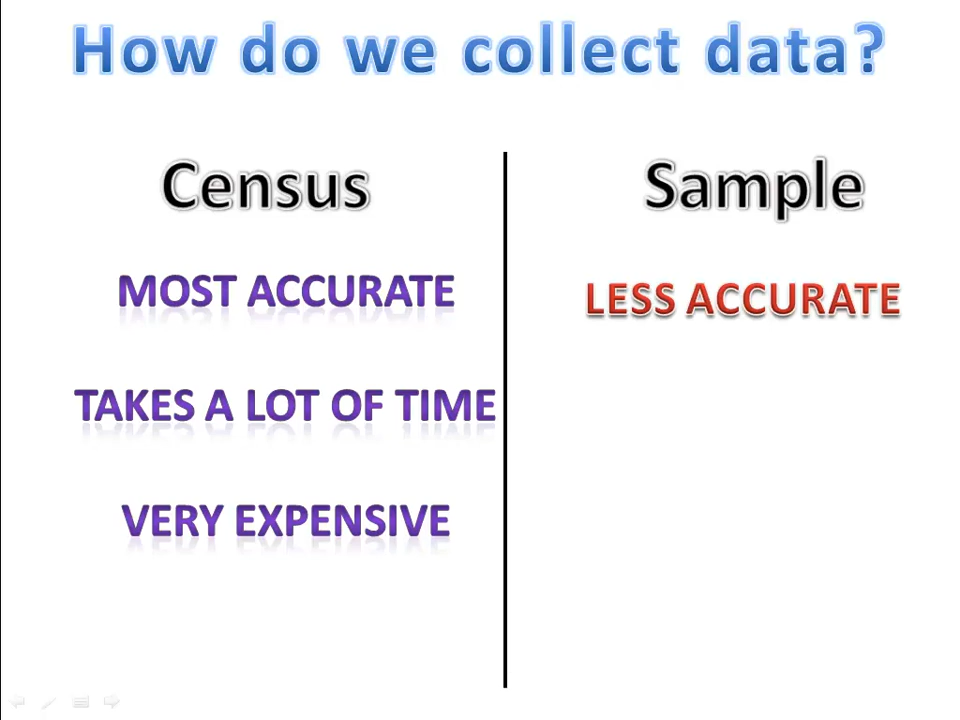 How do we collect data?
Census
MOST ACCURATE
TAKES A LOT OF TIME
VERY EXPENSIVE
Sample
LESS ACCURATE